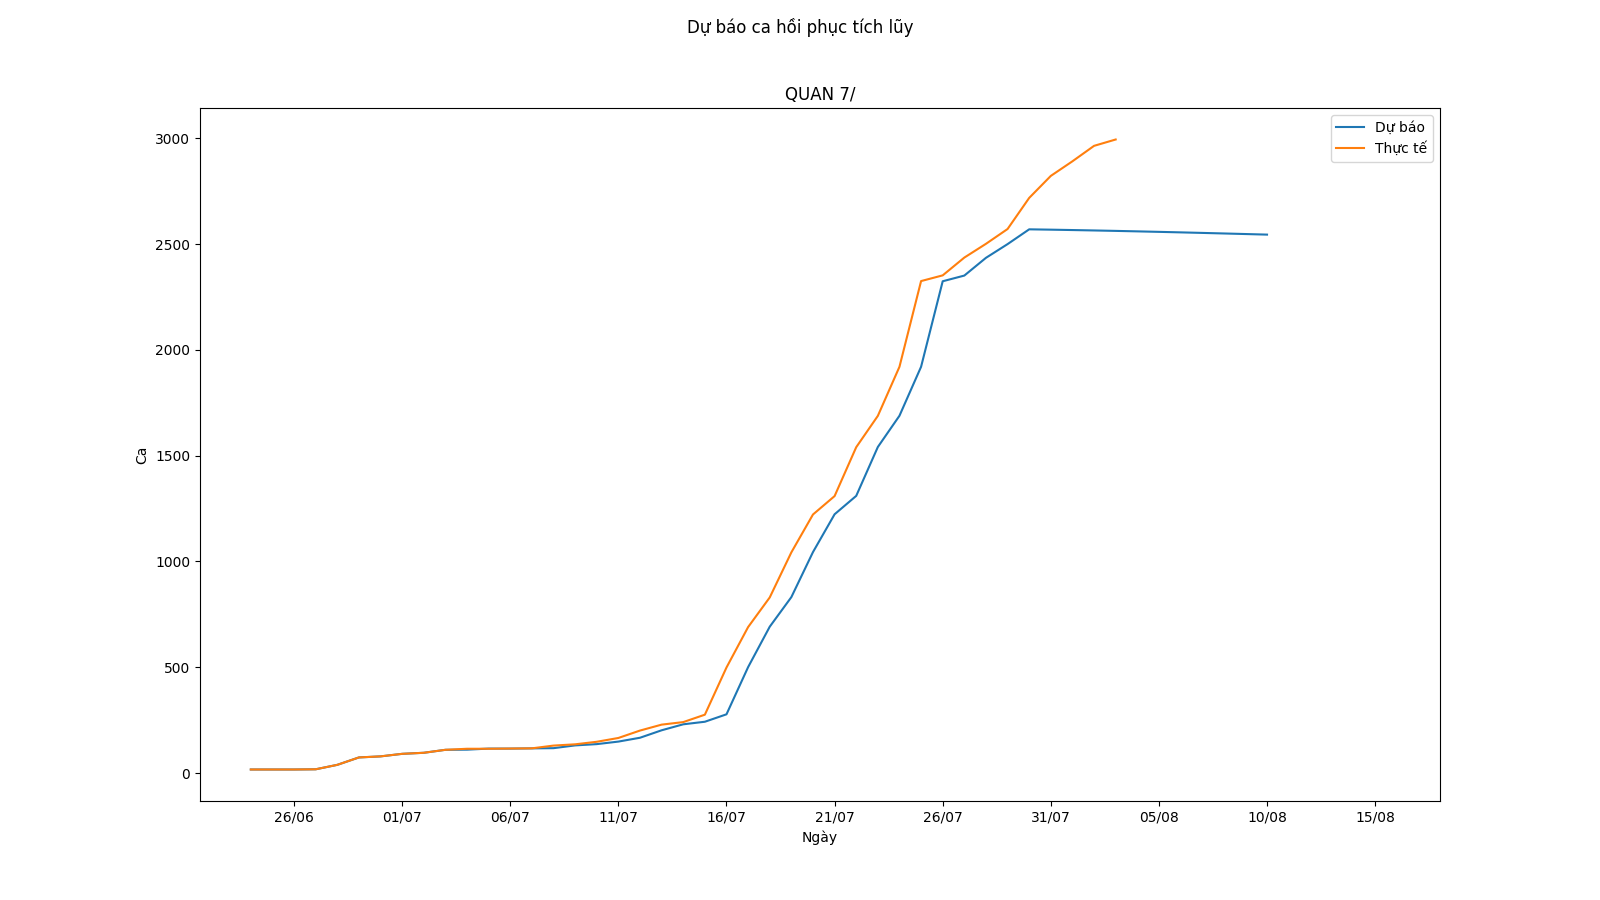 Dự báo ca hồi phục tích lũy
QUAN 7/
Dự báo
Thực tế
3000
2500
2000
1500
1000
500
0
Ca
26/06 01/07 06/07 11/07 16/07 21/07 26/07 31/07 05/08 10/08 15/08
Ngày